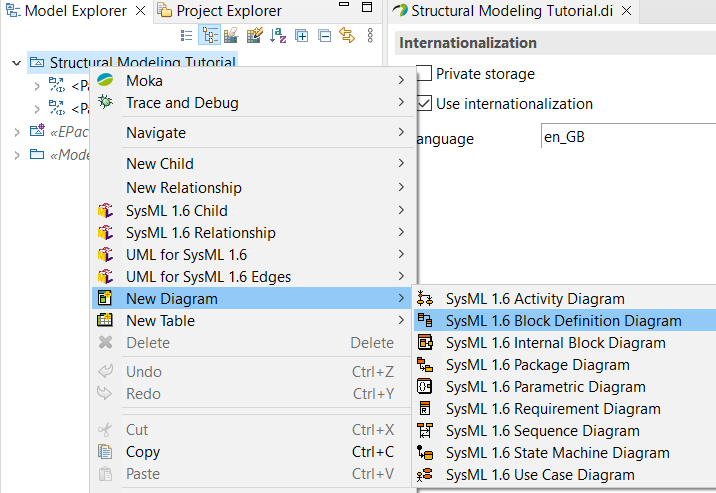 Model Explorer
Project Explorer
Structural Modeling Tutorial.di
Internationalization
Structural Modeling Tutorial
Private storage
Use internationalization
anguage
en_GB
<Pa
<Pa
«EPac
«Mode
Moka
Trace and Debug
Navigate
New Child
New Relationship
SysML 1.6 Child
SysML 1.6 Relationship
UML for SysML 1.6
UML for SysML 1.6 Edges
New Diagram
New Table
Delete Delete
Undo Ctrl+Z
Redo Ctrl+Y
Cut Ctrl+X
Copy Ctrl+C
Paste Ctrl+V
SysML 1.6 Activity Diagram
SysML 1.6 Block Definition Diagram
SysML 1.6 Internal Block Diagram
SysML 1.6 Package Diagram
SysML 1.6 Parametric Diagram
SysML 1.6 Requirement Diagram
SysML 1.6 Sequence Diagram
SysML 1.6 State Machine Diagram
SysML 1.6 Use Case Diagram